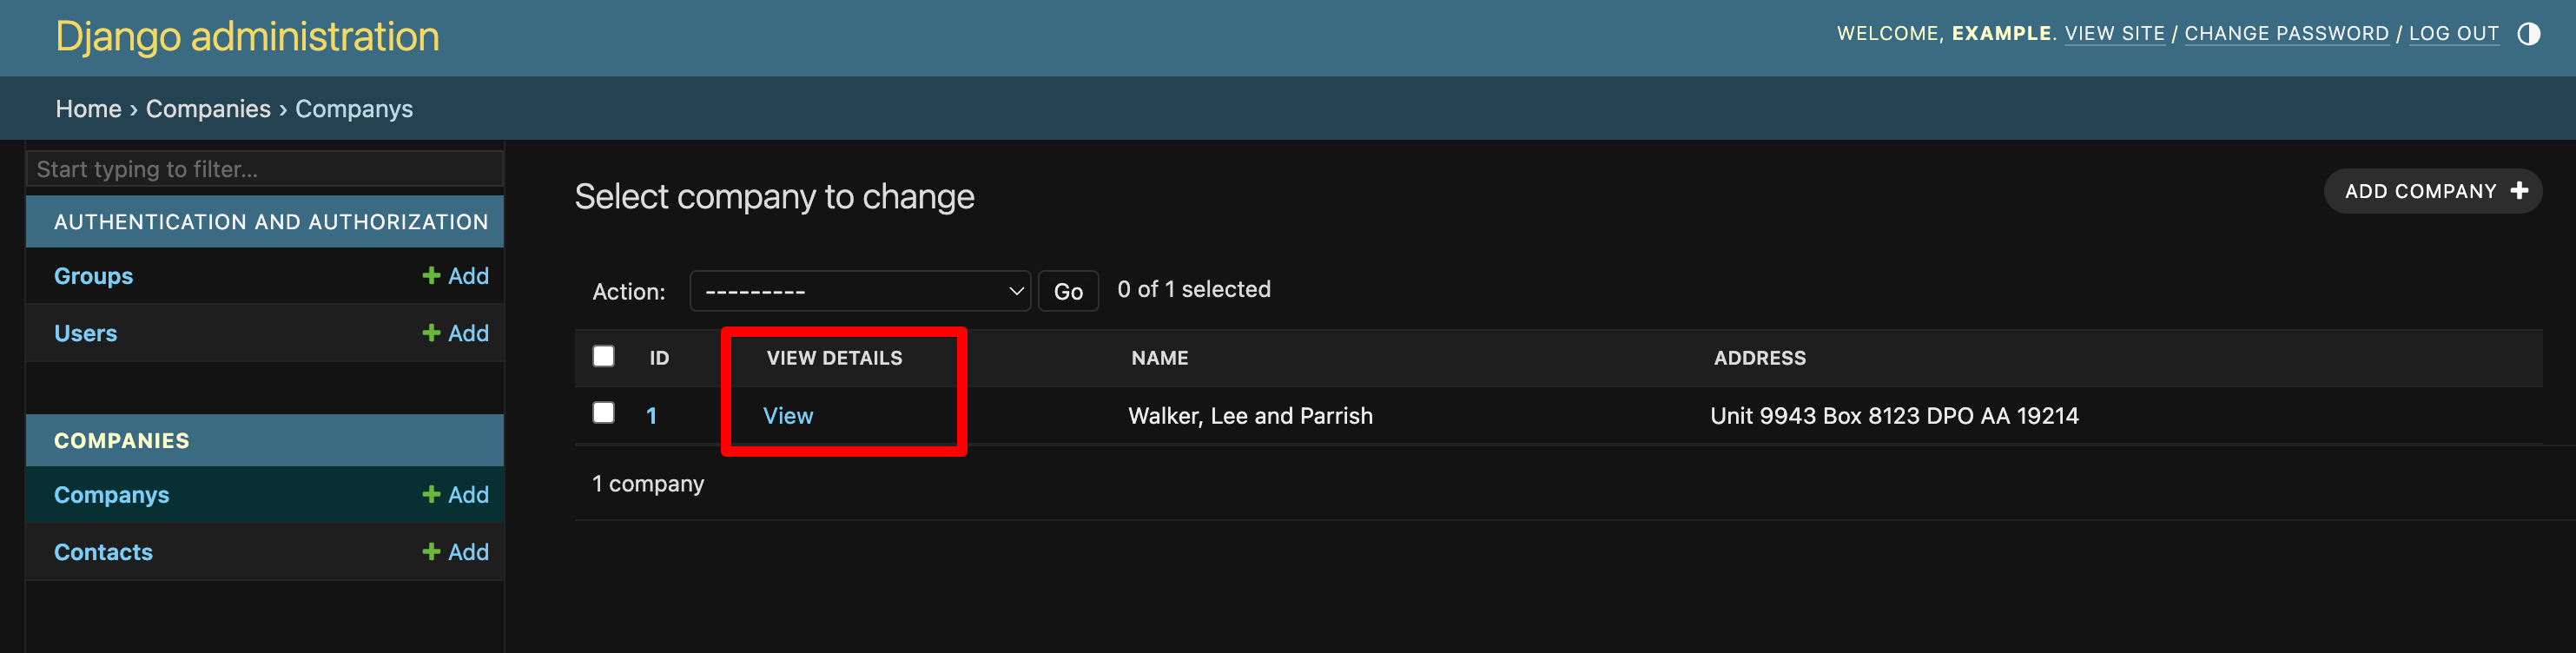 Django administration
WELCOME, EXAMPLE. VIEW SITE / CHANGE PASSWORD / LOG OUT
Home › Companies › Companys
Start typing to filter...
AUTHENTICATION AND AUTHORIZATION
Groups + Add
Users + Add
COMPANIES
Companys + Add
Contacts + Add
Select company to change
ADD COMPANY +
Action: --------- Go 0 of 1 selected
ID VIEW DETAILS NAME ADDRESS
1 View Walker, Lee and Parrish Unit 9943 Box 8123 DPO AA 19214
1 company